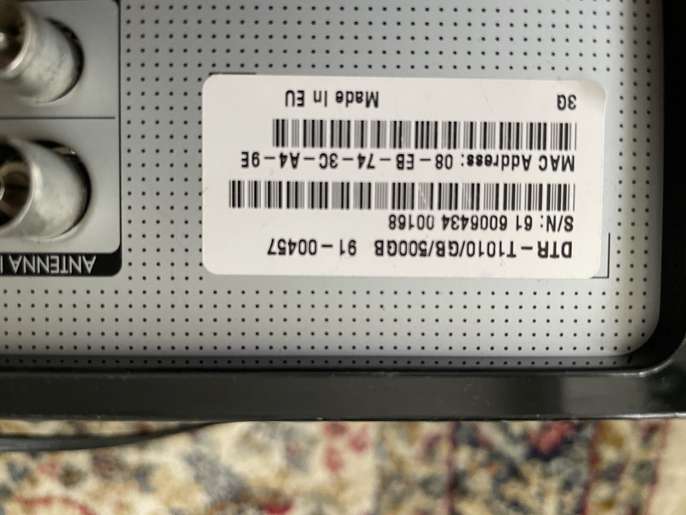 DTR-T1010/GB/500GB 91-00457
S/N: 61 6006434 00168
MAC Address: 08-EB-74-3C-A4-9E
3G Made In EU
ANTENNA